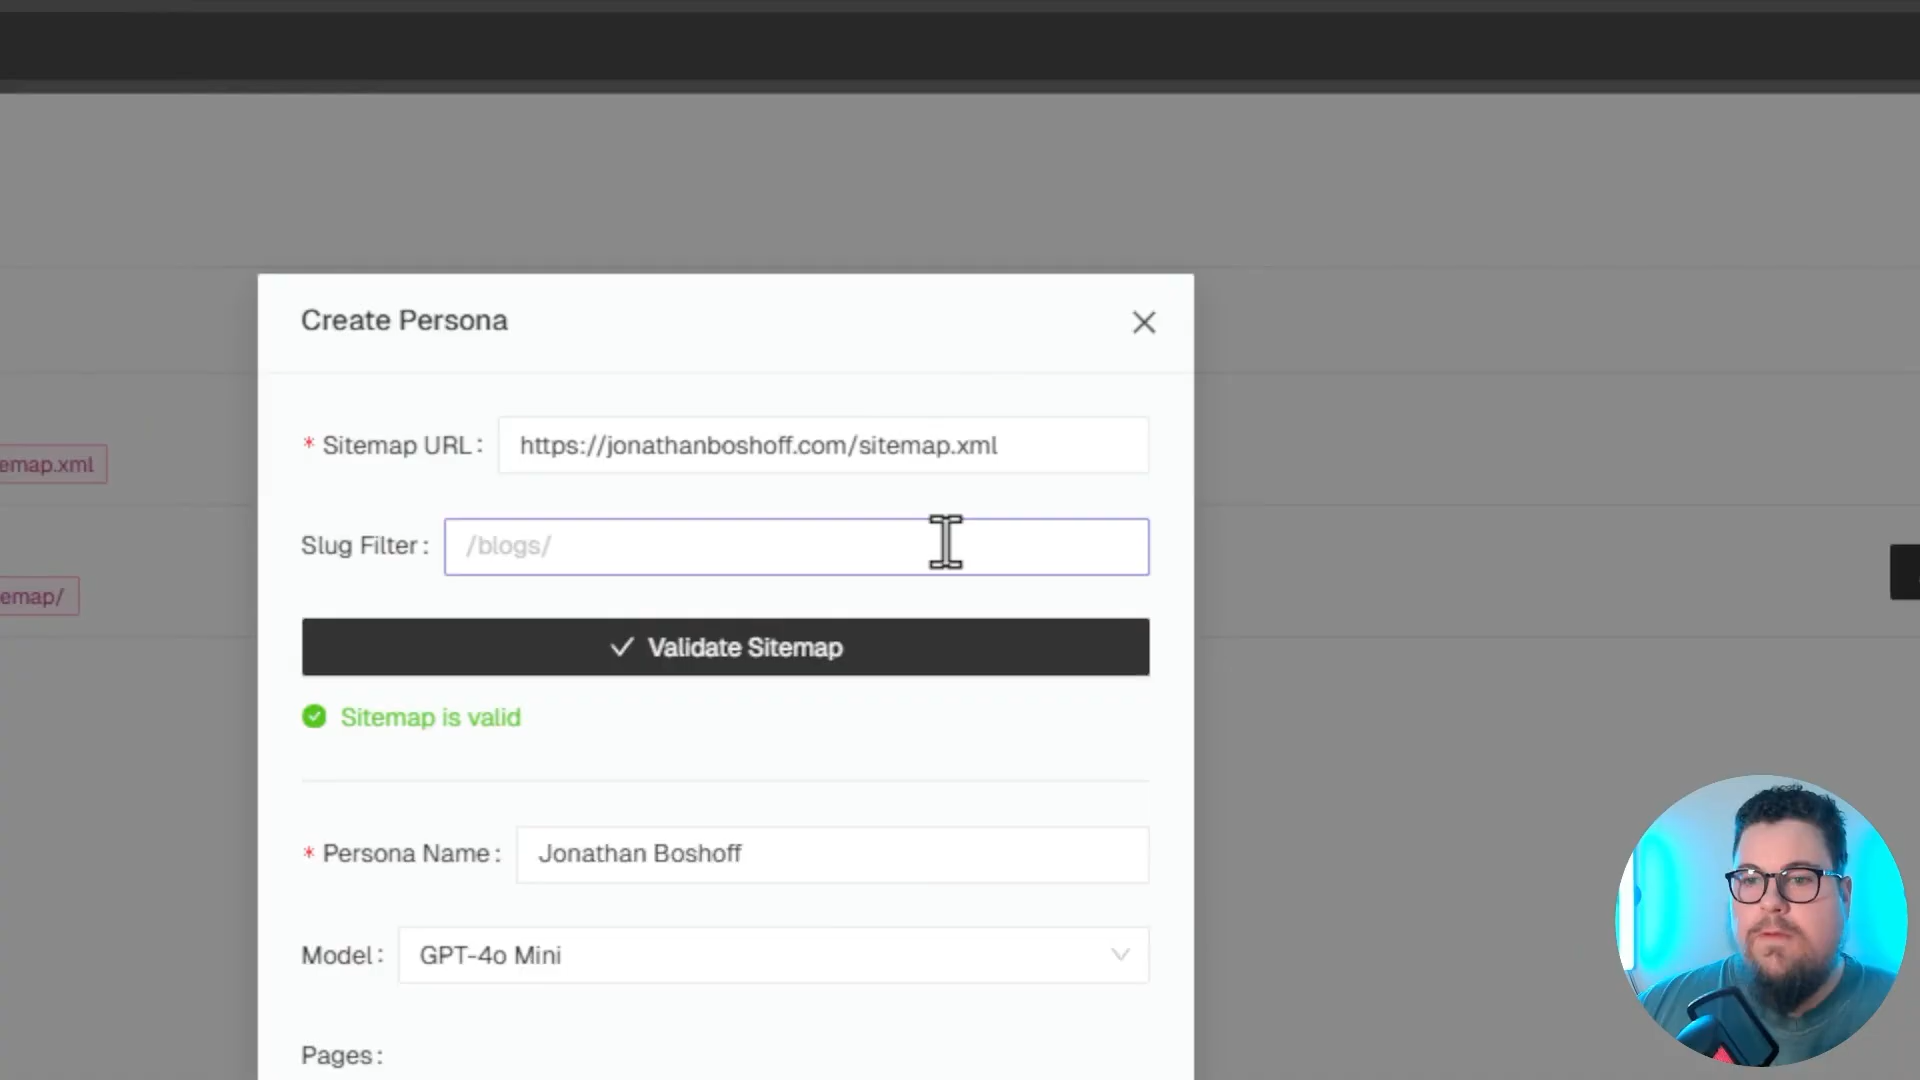 Create Persona
* Sitemap URL : https://jonathanboshoff.com/sitemap.xml
emap.xml
Slug Filter : /blogs/
emap/
Validate Sitemap
Sitemap is valid
* Persona Name : Jonathan Boshoff
Model : GPT-4o Mini
Pages :